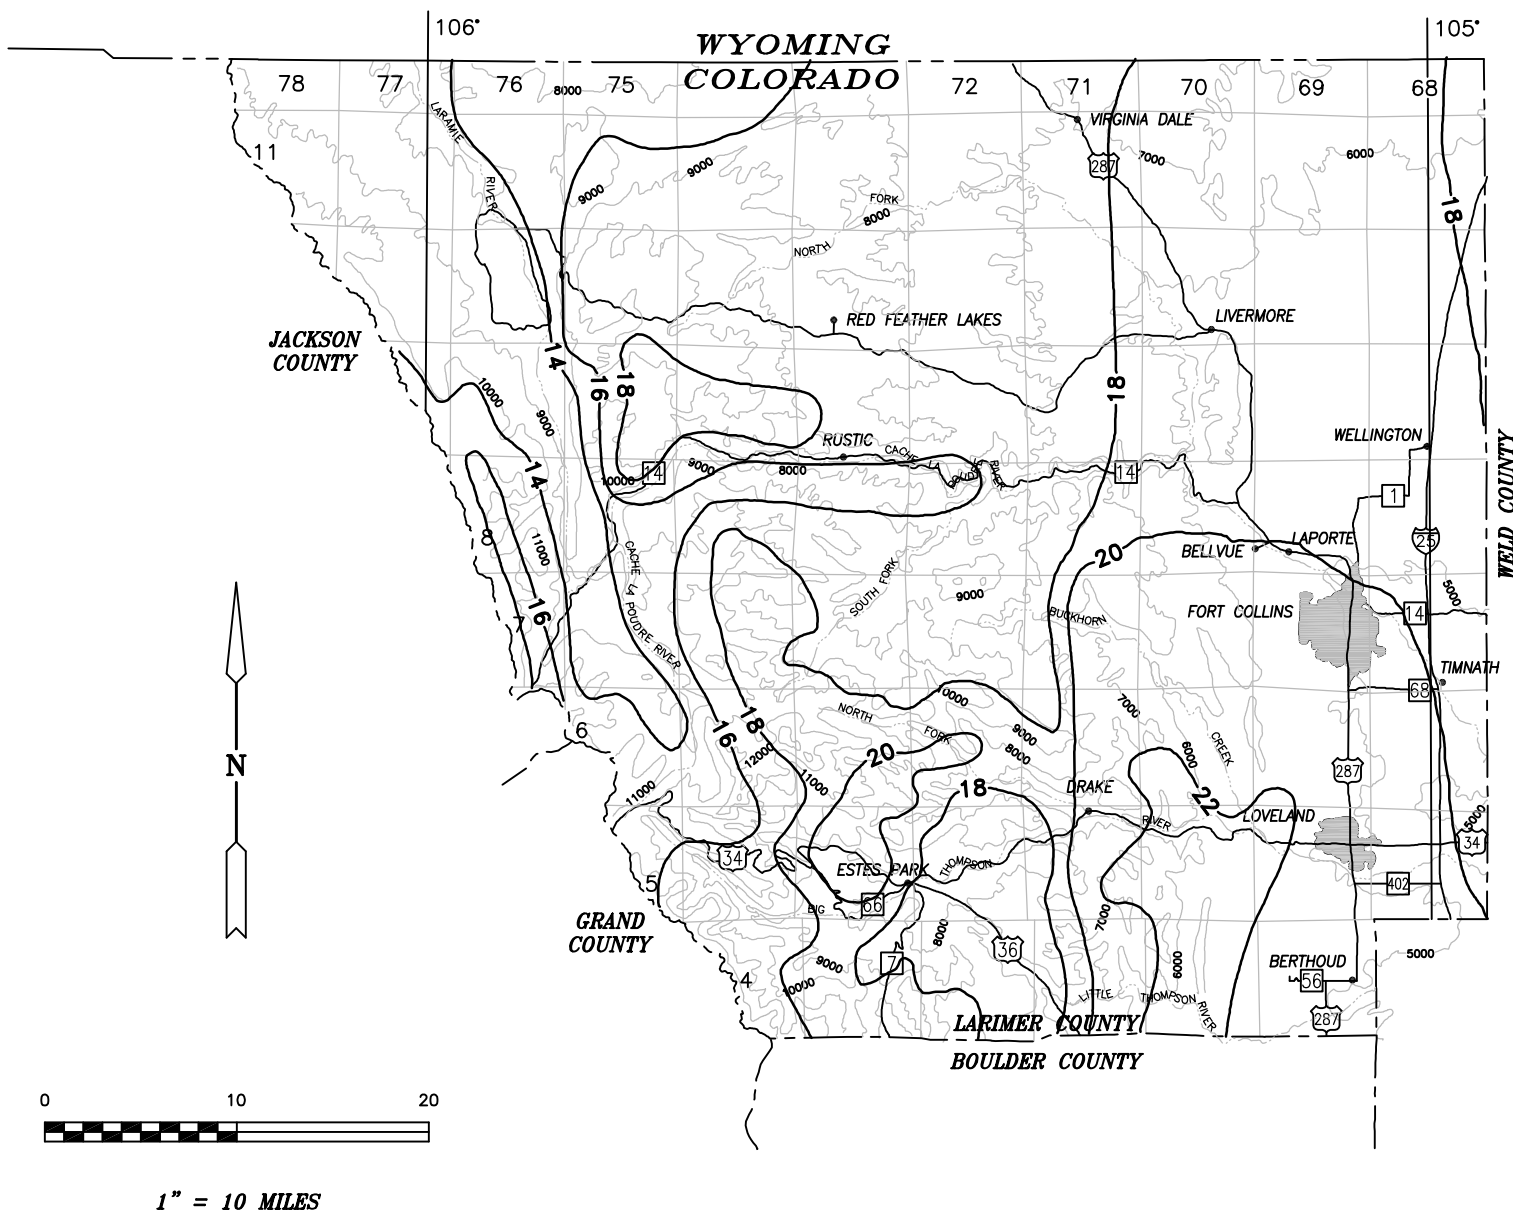 106°
105°
WYOMING
COLORADO
78
77
76
75
72
71
70
69
68
8000
LARAMIE
RIVER
11
VIRGINIA DALE
287
7000
6000
9000
9000
FORK
8000
NORTH
18
RED FEATHER LAKES
LIVERMORE
JACKSON
COUNTY
14
16
18
18
10000
9000
RUSTIC
WELLINGTON
CACHE LA
POUDRE
RIVER
14
14
9000
8000
10000
14
1
WELD COUNTY
8
11000
25
20
BELLVUE
LAPORTE
CACHE LA POUDRE RIVER
SOUTH FORK
9000
5000
16
7
BUCKHORN
FORT COLLINS
14
TIMNATH
68
10000
7000
6
NORTH
FORK
18
16
12000
9000
8000
CREEK
6000
N
20
11000
11000
287
DRAKE
18
22
LOVELAND
RIVER
5000
34
34
THOMPSON
ESTES PARK
5
402
66
BIG
GRAND
COUNTY
7000
8000
36
7
9000
10000
6000
5000
BERTHOUD
56
4
LITTLE
THOMPSON
RIVER
287
LARIMER COUNTY
BOULDER COUNTY
0
10
20
1" = 10 MILES